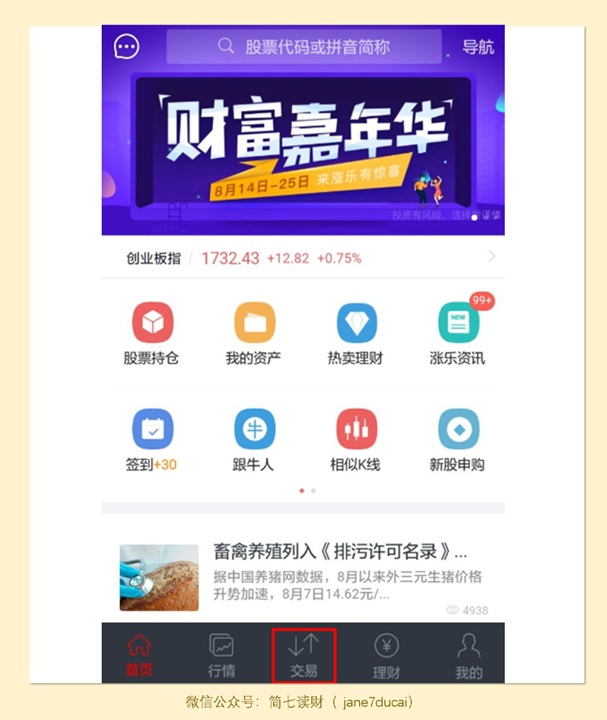 股票代码或拼音简称
导航
财富嘉年华
8月14日-25日 来涨乐有惊喜
投资有风险，选择需谨慎
创业板指 / 1732.43 +12.82 +0.75%
99+
NEW
股票持仓 我的资产 热卖理财 涨乐资讯
牛
签到+30 跟牛人 相似K线 新股申购
畜禽养殖列入《排污许可名录》...
据中国养猪网数据，8月以来外三元生猪价格
升势加速，8月7日14.62元/...
4938
首页 行情 交易 理财 我的
微信公众号：简七读财（ jane7ducai）